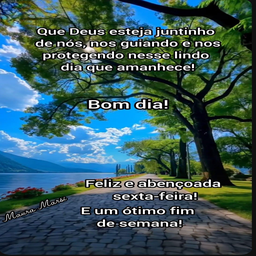 Que Deus esteja juntinho
de nós, nos guiando e nos
protegendo nesse lindo
dia que amanhece!
Bom dia!
Feliz e abençoada
sexta-feira!
Maura Marsi
E um ótimo fim
de semana!